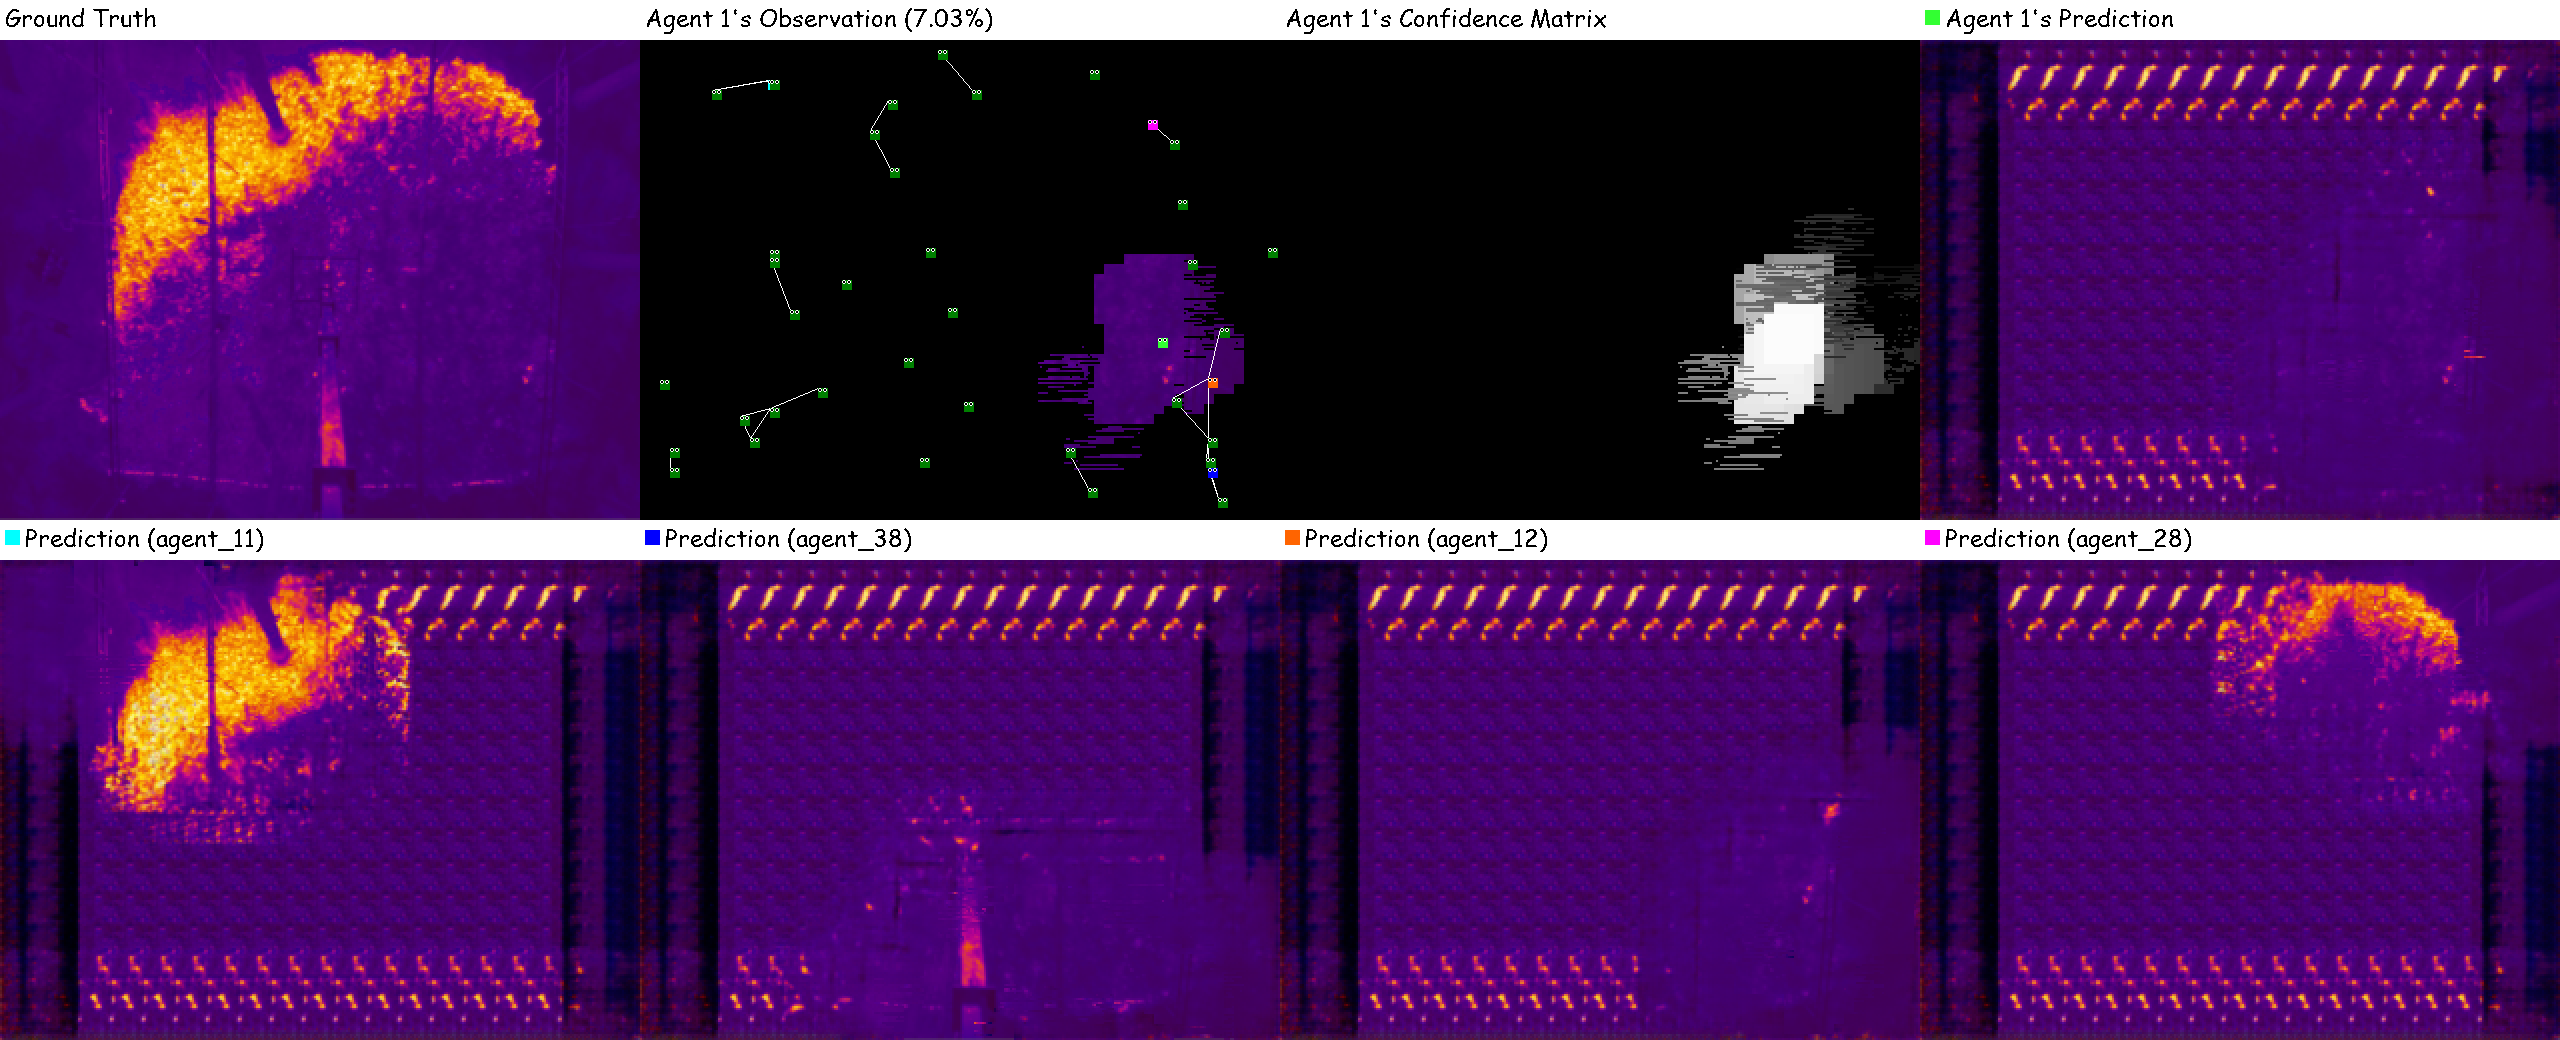 Ground Truth
Agent 1's Observation (7.03%)
Agent 1's Confidence Matrix
Agent 1's Prediction
Prediction (agent_11)
Prediction (agent_38)
Prediction (agent_12)
Prediction (agent_28)